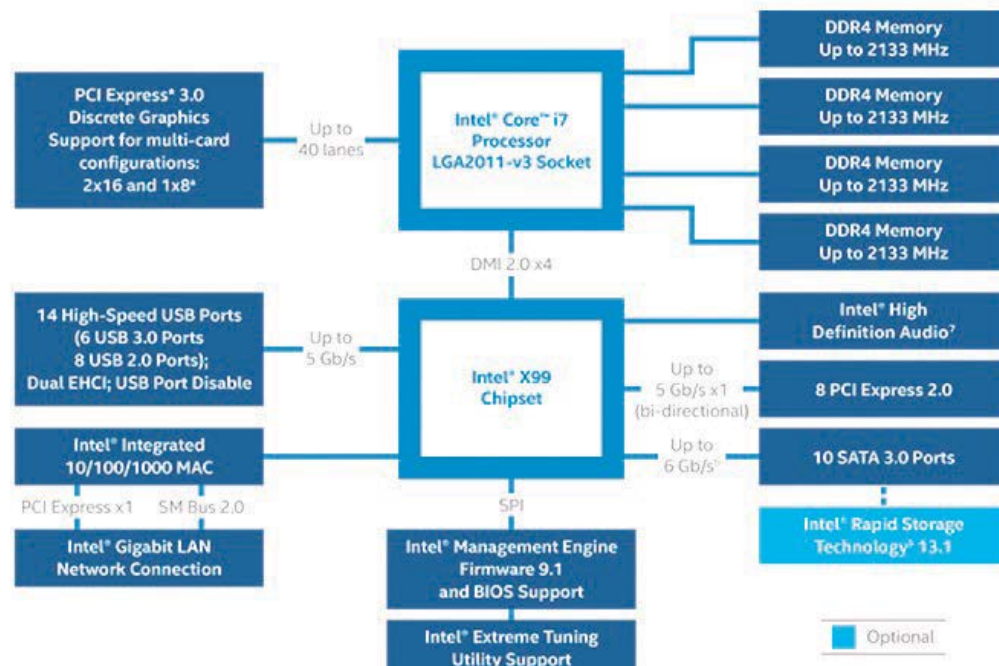 DDR4 Memory
Up to 2133 MHz
PCI Express* 3.0
Discrete Graphics
Support for multi-card
configurations:
2x16 and 1x8ᵃ
Up to
40 lanes
Intel® Core™ i7
Processor
LGA2011-v3 Socket
DDR4 Memory
Up to 2133 MHz
DDR4 Memory
Up to 2133 MHz
DDR4 Memory
Up to 2133 MHz
DMI 2.0 x4
14 High-Speed USB Ports
(6 USB 3.0 Ports
8 USB 2.0 Ports);
Dual EHCI; USB Port Disable
Up to
5 Gb/s
Intel® X99
Chipset
Intel® High
Definition Audio⁷
Up to
5 Gb/s x1
(bi-directional)
8 PCI Express 2.0
Intel® Integrated
10/100/1000 MAC
Up to
6 Gb/sᵇ
10 SATA 3.0 Ports
PCI Express x1
SM Bus 2.0
SPI
Intel® Gigabit LAN
Network Connection
Intel® Management Engine
Firmware 9.1
and BIOS Support
Intel® Rapid Storage
Technologyᵇ 13.1
Intel® Extreme Tuning
Utility Support
Optional